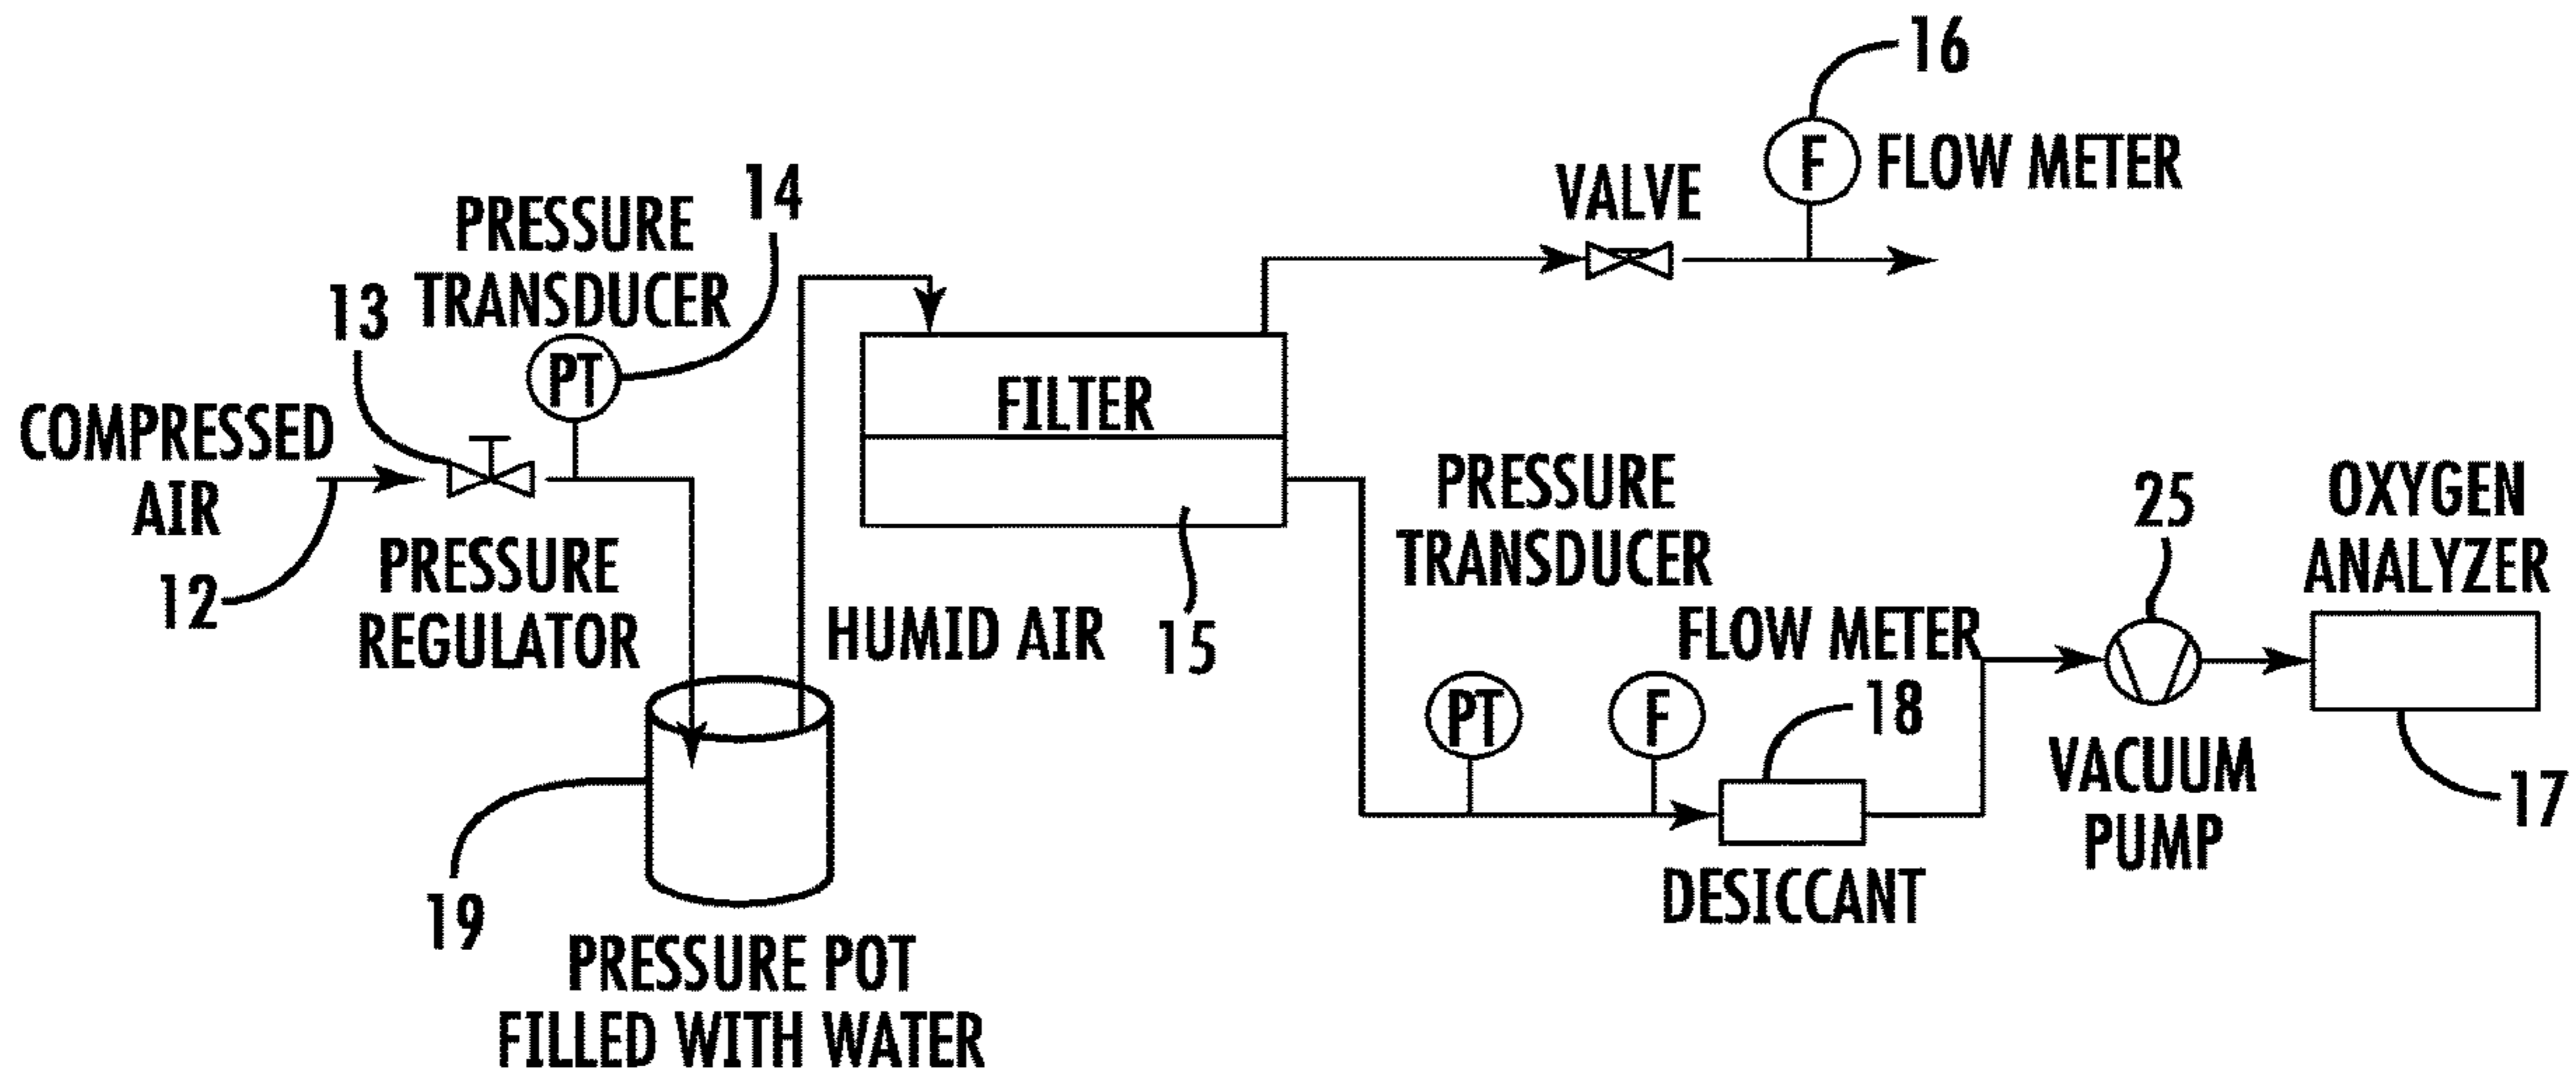 16
F FLOW METER
VALVE
14
PRESSURE
TRANSDUCER
13
PT
COMPRESSED
AIR
12
PRESSURE
REGULATOR
FILTER
15
HUMID AIR
19
PRESSURE POT
FILLED WITH WATER
PRESSURE
TRANSDUCER
PT
FLOW METER
F
18
DESICCANT
25
VACUUM
PUMP
OXYGEN
ANALYZER
17